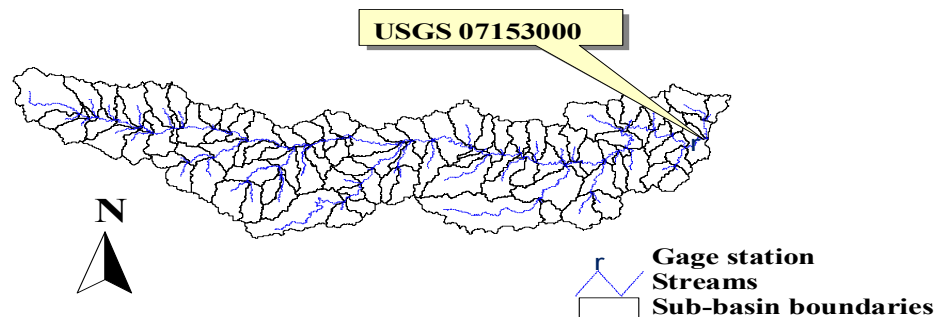 USGS 07153000
r
N
r
Gage station
Streams
Sub-basin boundaries